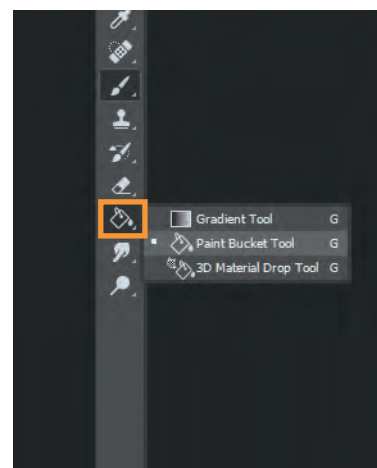 Gradient Tool G
Paint Bucket Tool G
3D Material Drop Tool G